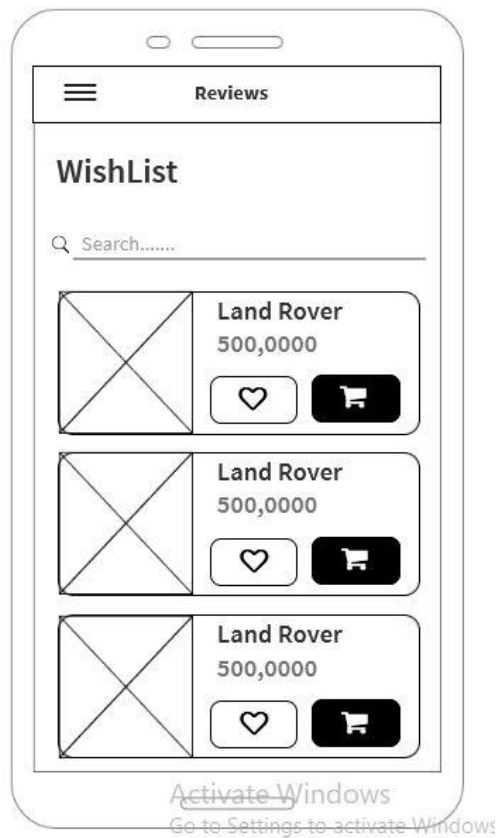 Reviews
WishList
Search.......
Land Rover
500,0000
Land Rover
500,0000
Land Rover
500,0000
Activate Windows
Go to Settings to activate Windows